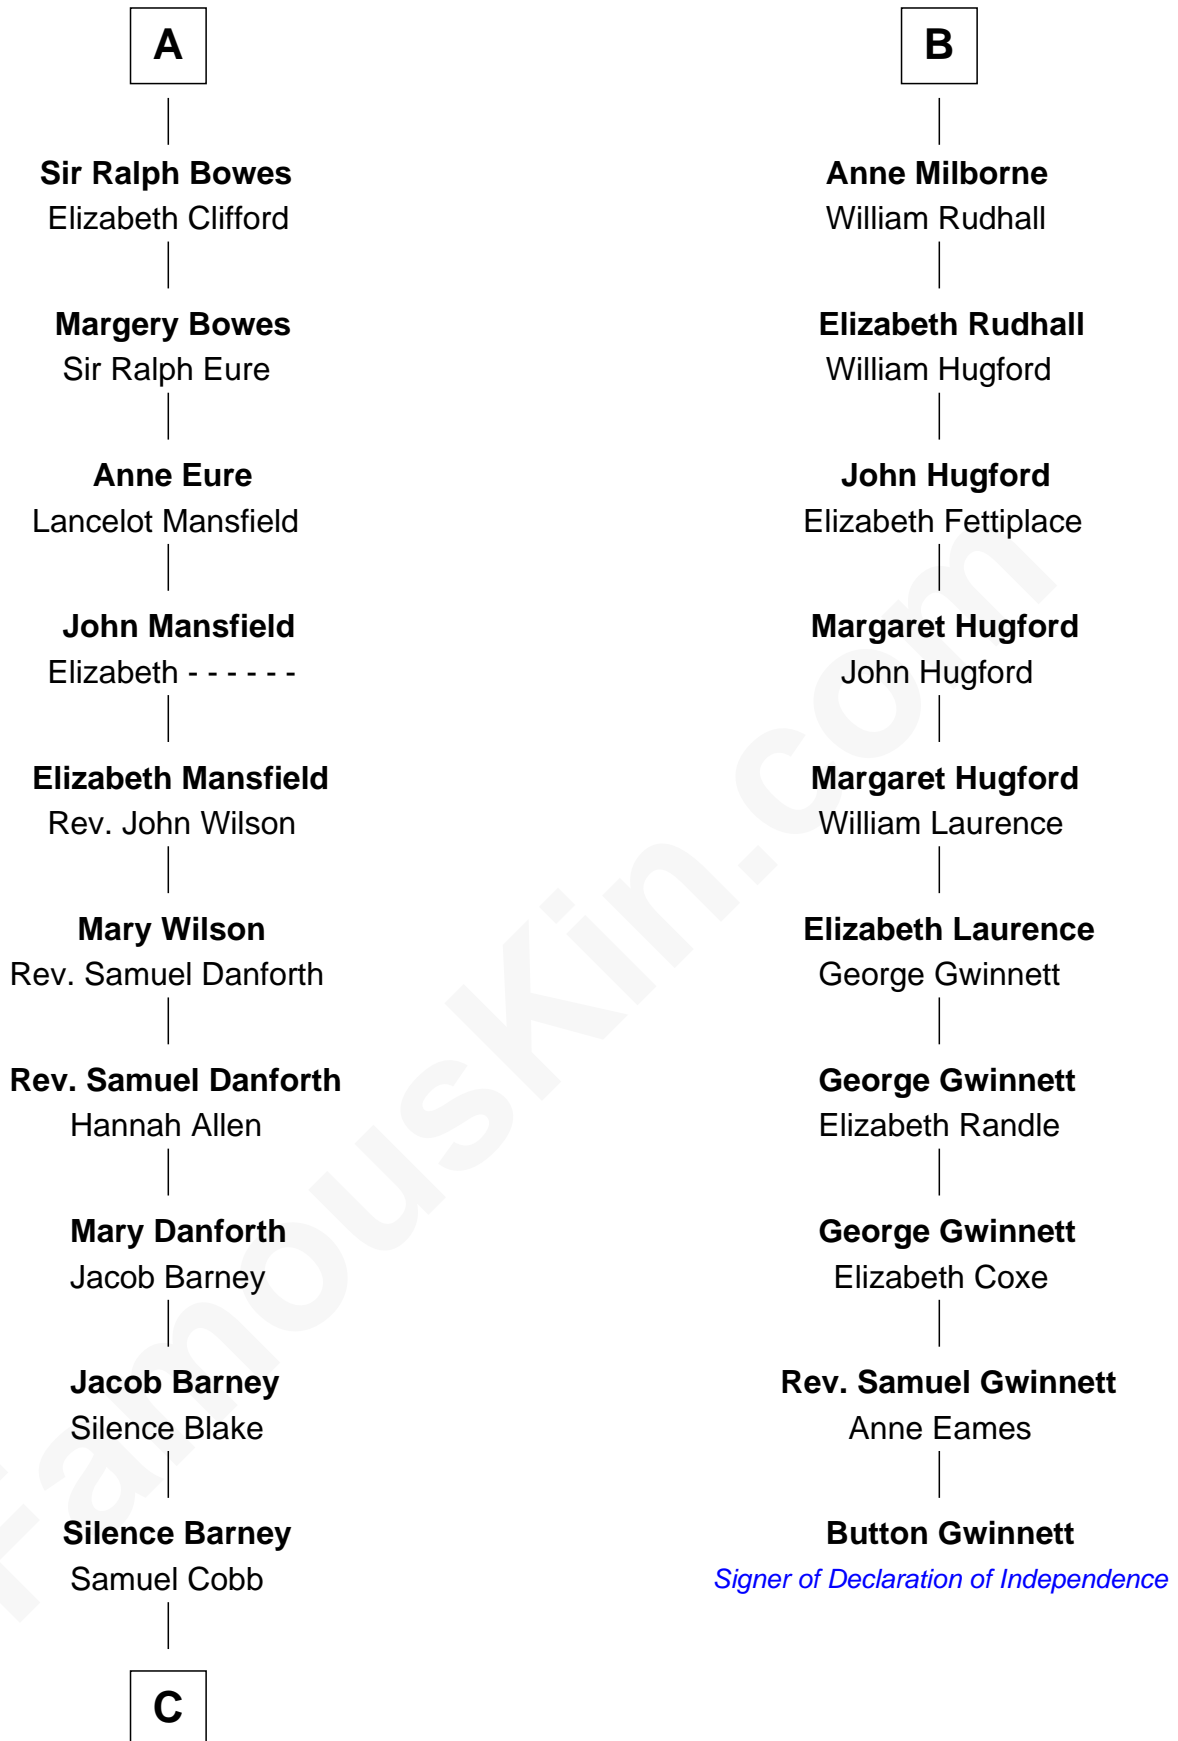 A
Sir Ralph Bowes
Elizabeth Clifford
Margery Bowes
Sir Ralph Eure
Anne Eure
Lancelot Mansfield
John Mansfield
Elizabeth - - - - - -
Elizabeth Mansfield
Rev. John Wilson
Mary Wilson
Rev. Samuel Danforth
Rev. Samuel Danforth
Hannah Allen
Mary Danforth
Jacob Barney
Jacob Barney
Silence Blake
Silence Barney
Samuel Cobb
C
B
Anne Milborne
William Rudhall
Elizabeth Rudhall
William Hugford
John Hugford
Elizabeth Fettiplace
Margaret Hugford
John Hugford
Margaret Hugford
William Laurence
Elizabeth Laurence
George Gwinnett
George Gwinnett
Elizabeth Randle
George Gwinnett
Elizabeth Coxe
Rev. Samuel Gwinnett
Anne Eames
Button Gwinnett
Signer of Declaration of Independence
FamousKin.com